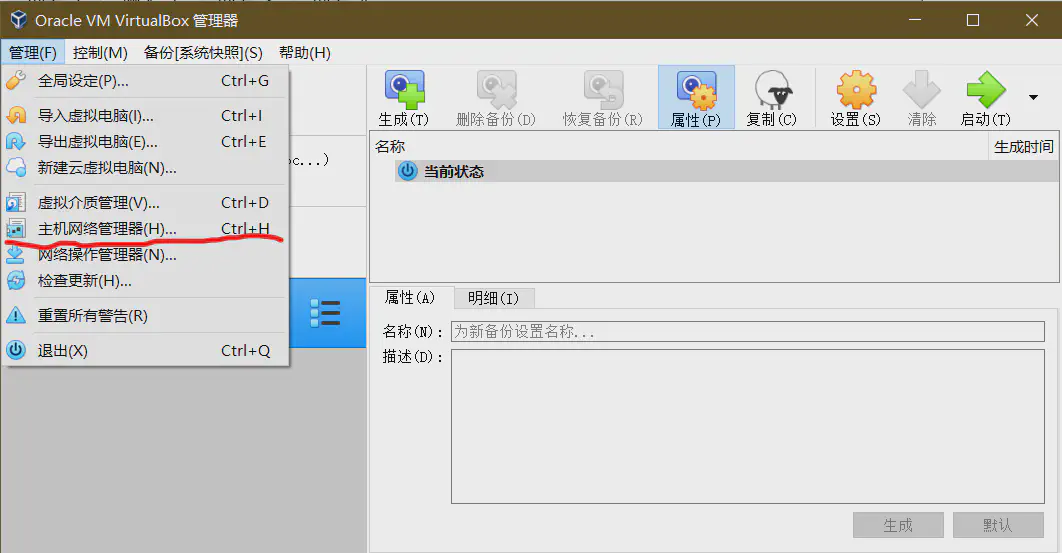 Oracle VM VirtualBox 管理器
管理(F) 控制(M) 备份[系统快照](S) 帮助(H)
全局设定(P)... Ctrl+G
导入虚拟电脑(I)... Ctrl+I
导出虚拟电脑(E)... Ctrl+E
新建云虚拟电脑(N)...
虚拟介质管理(V)... Ctrl+D
主机网络管理器(H)... Ctrl+H
网络操作管理器(N)...
检查更新(H)...
重置所有警告(R)
退出(X) Ctrl+Q
...)
生成(T) 删除备份(D) 恢复备份(R) 属性(P) 复制(C) 设置(S) 清除 启动(T)
名称 生成时间
当前状态
属性(A) 明细(I)
名称(N): 为新备份设置名称...
描述(D):
生成 默认